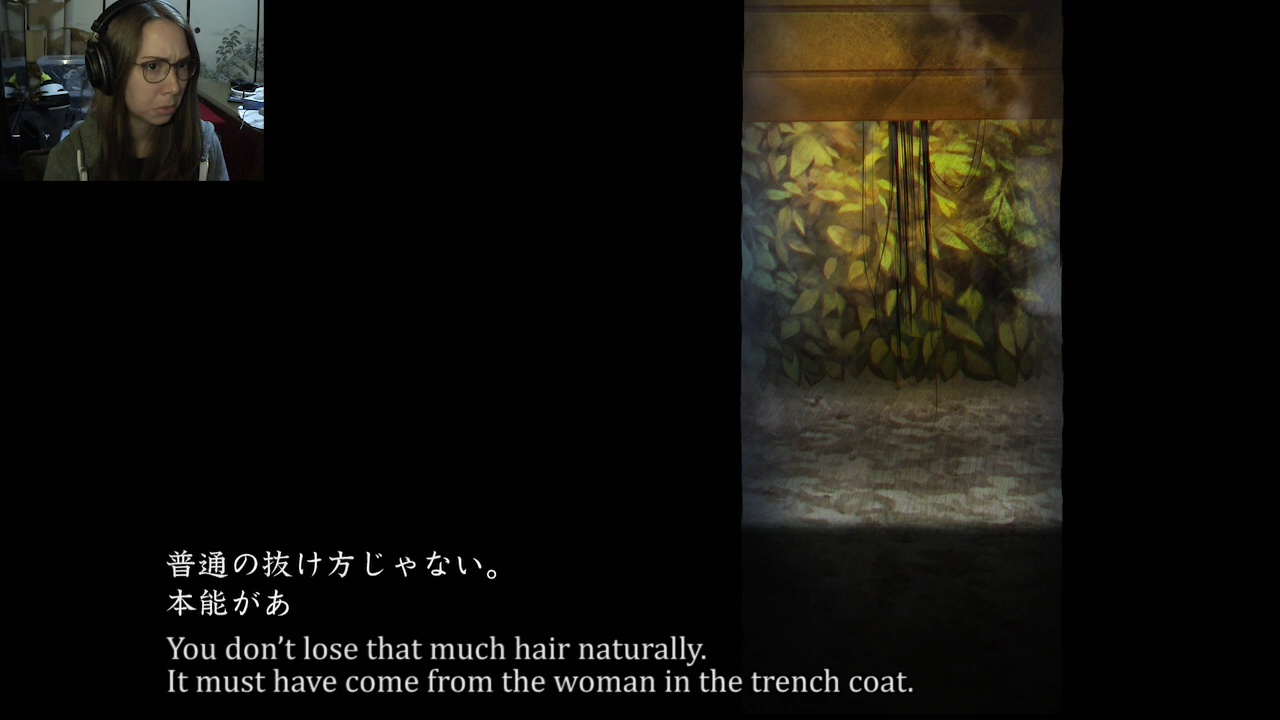 普通の抜け方じゃない。
本能があ
You don’t lose that much hair naturally.
It must have come from the woman in the trench coat.